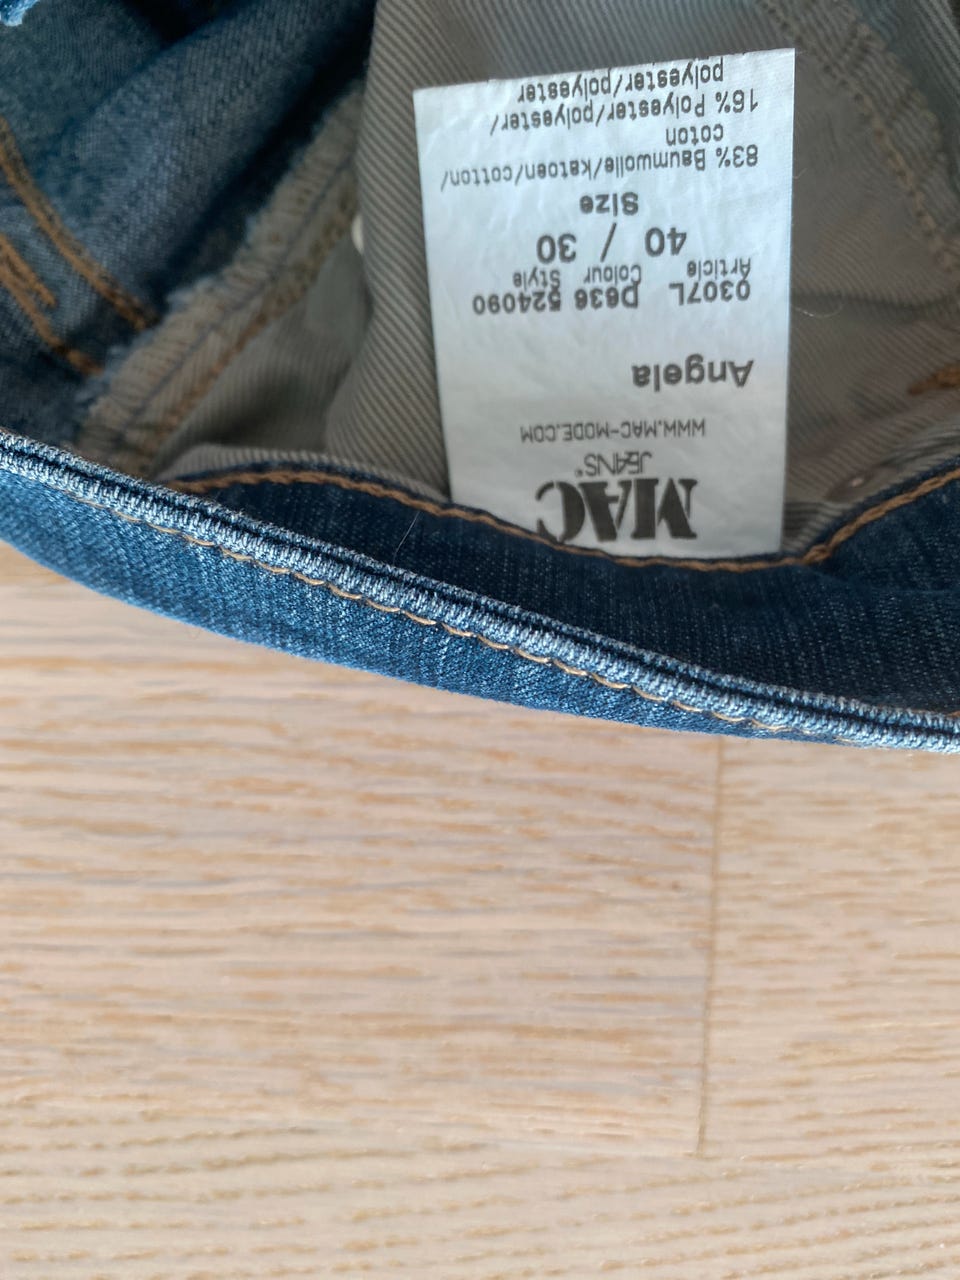 MAC
JEANS®
WWW.MAC-MODE.COM
Angela
0307L D636 524090
Article Colour Style
40 / 30
Size
83% Baumwolle/katoen/cotton/
coton
16% Polyester/polyester/
polyester/polyester